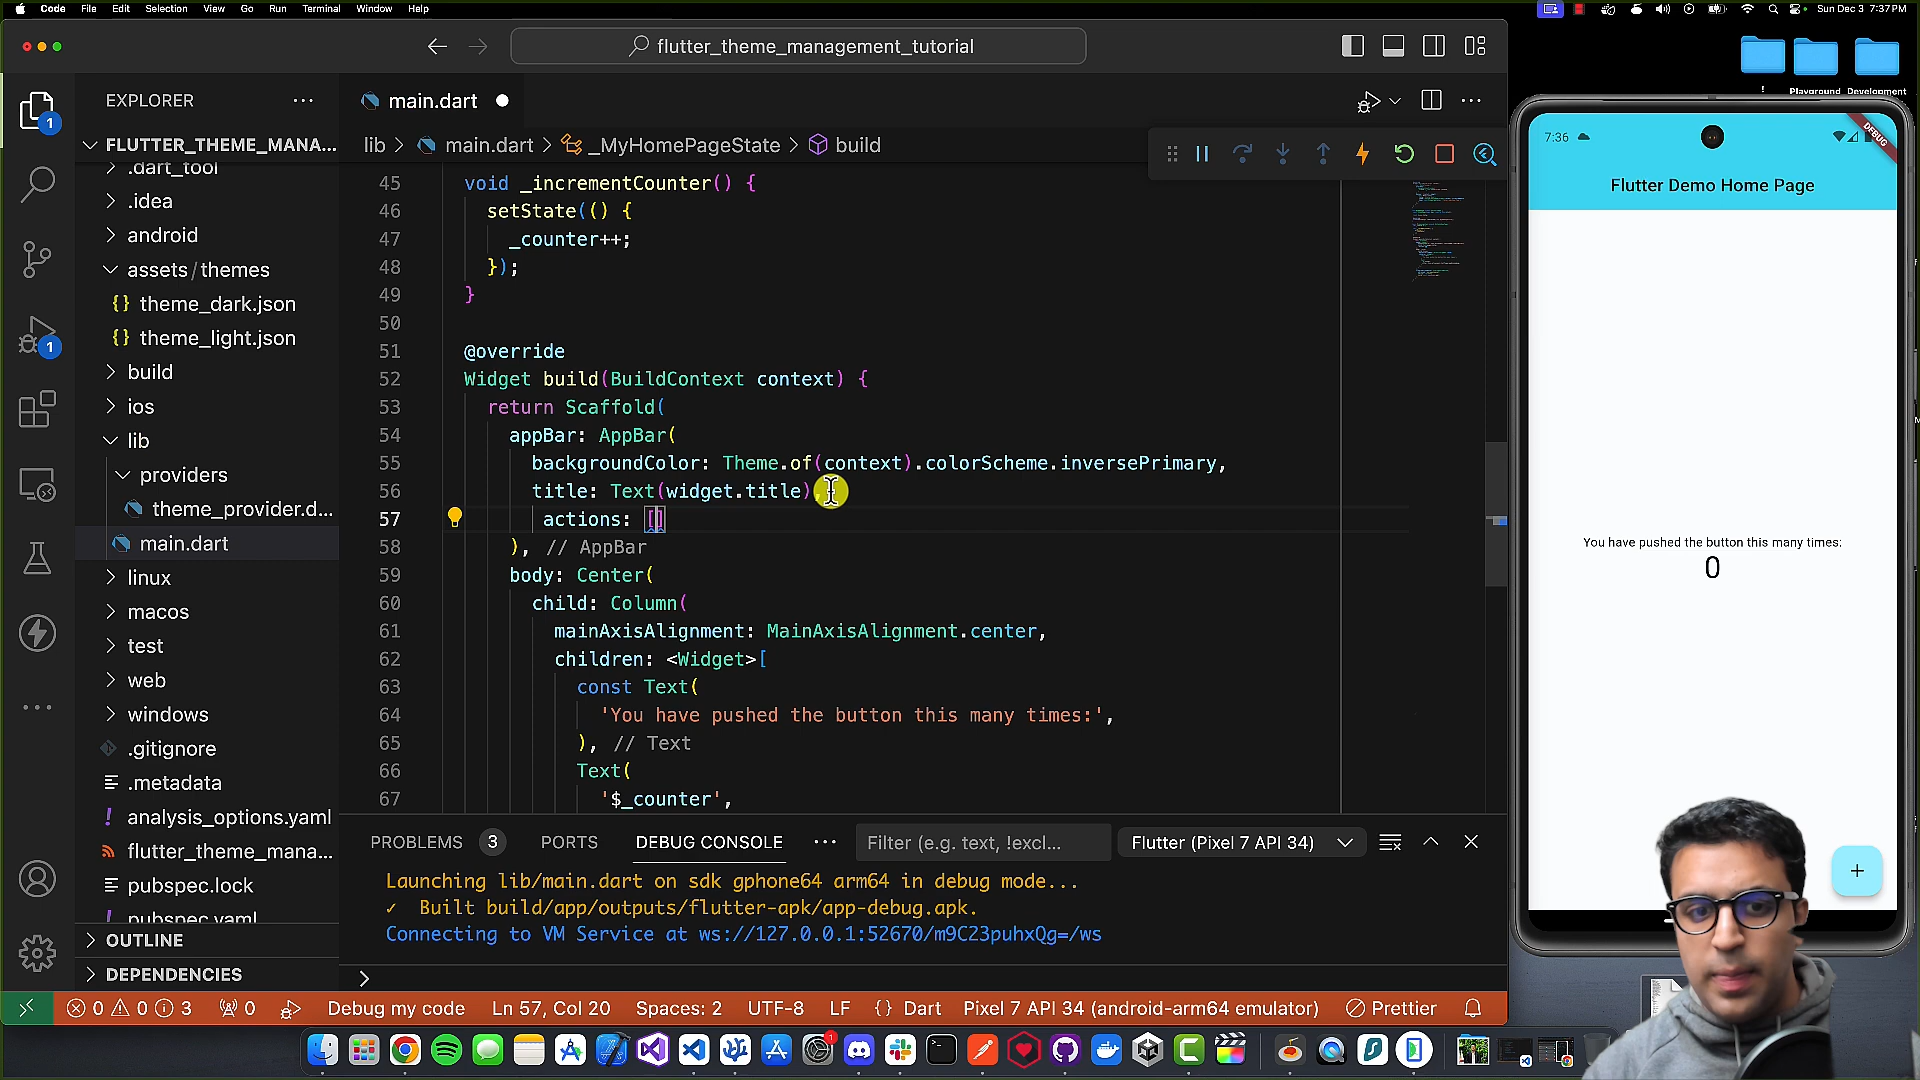 Code File Edit Selection View Go Run Terminal Window Help
Sun Dec 3 7:37PM
flutter_theme_management_tutorial
Playground Development
EXPLORER
main.dart
FLUTTER_THEME_MANA...
lib > main.dart > _MyHomePageState > build
.dart_tool
.idea
android
assets/themes
theme_dark.json
theme_light.json
build
ios
lib
providers
theme_provider.d...
main.dart
linux
macos
test
web
windows
.gitignore
.metadata
analysis_options.yaml
flutter_theme_mana...
pubspec.lock
pubspec.yaml
OUTLINE
DEPENDENCIES
45 void _incrementCounter() {
46 setState(() {
47 _counter++;
48 });
49 }
50
51 @override
52 Widget build(BuildContext context) {
53 return Scaffold(
54 appBar: AppBar(
55 backgroundColor: Theme.of(context).colorScheme.inversePrimary,
56 title: Text(widget.title),
57 actions: []
58 ), // AppBar
59 body: Center(
60 child: Column(
61 mainAxisAlignment: MainAxisAlignment.center,
62 children: <Widget>[
63 const Text(
64 'You have pushed the button this many times:',
65 ), // Text
66 Text(
67 '$_counter',
PROBLEMS 3 PORTS DEBUG CONSOLE ... Filter (e.g. text, !excl... Flutter (Pixel 7 API 34)
Launching lib/main.dart on sdk gphone64 arm64 in debug mode...
✓ Built build/app/outputs/flutter-apk/app-debug.apk.
Connecting to VM Service at ws://127.0.0.1:52670/m9C23puhxQg=/ws
>
0 0 3 0 Debug my code Ln 57, Col 20 Spaces: 2 UTF-8 LF {} Dart Pixel 7 API 34 (android-arm64 emulator) Prettier
7:36
DEBUG
Flutter Demo Home Page
You have pushed the button this many times:
0
+